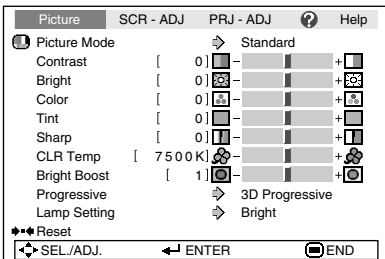 Picture SCR - ADJ PRJ - ADJ ? Help
Picture Mode Standard
Contrast [ 0 ] - +
Bright [ 0 ] - +
Color [ 0 ] - +
Tint [ 0 ] - +
Sharp [ 0 ] - +
CLR Temp [ 7500K] - +
Bright Boost [ 1 ] - +
Progressive 3D Progressive
Lamp Setting Bright
Reset
SEL./ADJ. ENTER END